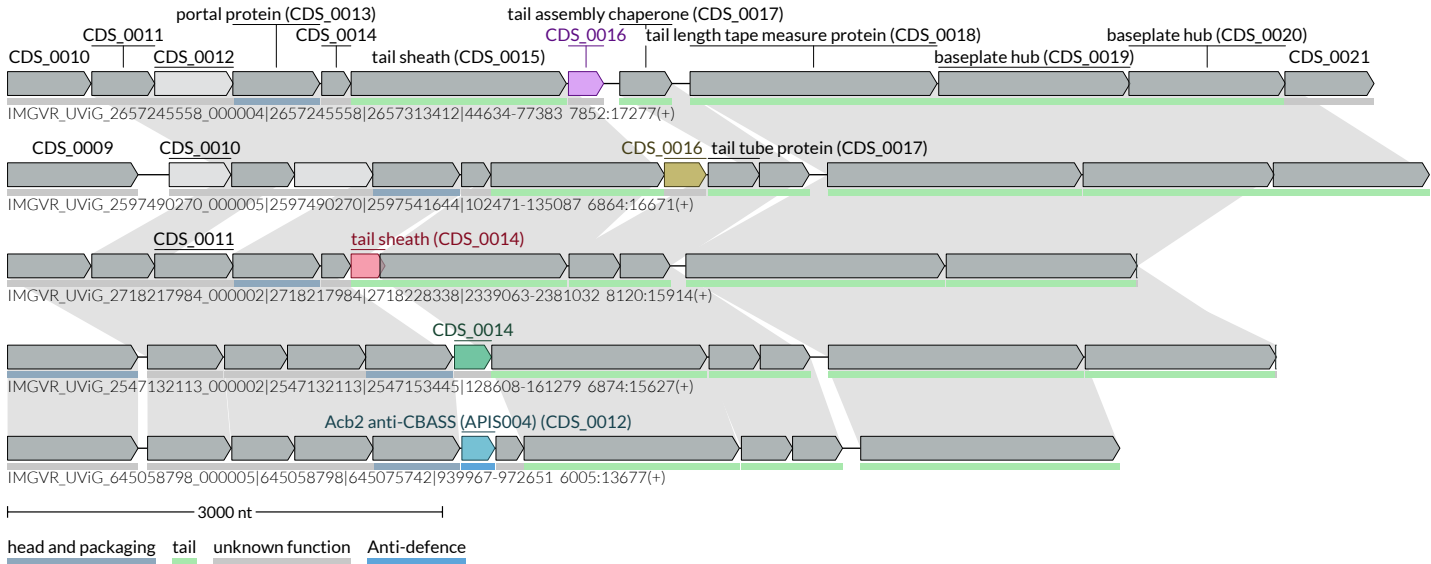 portal protein (CDS_0013) tail assembly chaperone (CDS_0017)
CDS_0011 CDS_0014 CDS_0016 tail length tape measure protein (CDS_0018) baseplate hub (CDS_0020)
CDS_0010 CDS_0012 tail sheath (CDS_0015) baseplate hub (CDS_0019) CDS_0021
IMGVR_UViG_2657245558_000004|2657245558|2657313412|44634-77383 7852:17277(+)
CDS_0009 CDS_0010 CDS_0016 tail tube protein (CDS_0017)
IMGVR_UViG_2597490270_000005|2597490270|2597541644|102471-135087 6864:16671(+)
CDS_0011 tail sheath (CDS_0014)
IMGVR_UViG_2718217984_000002|2718217984|2718228338|2339063-2381032 8120:15914(+)
CDS_0014
IMGVR_UViG_2547132113_000002|2547132113|2547153445|128608-161279 6874:15627(+)
Acb2 anti-CBASS (APIS004) (CDS_0012)
IMGVR_UViG_645058798_000005|645058798|645075742|939967-972651 6005:13677(+)
3000 nt
head and packaging tail unknown function Anti-defence